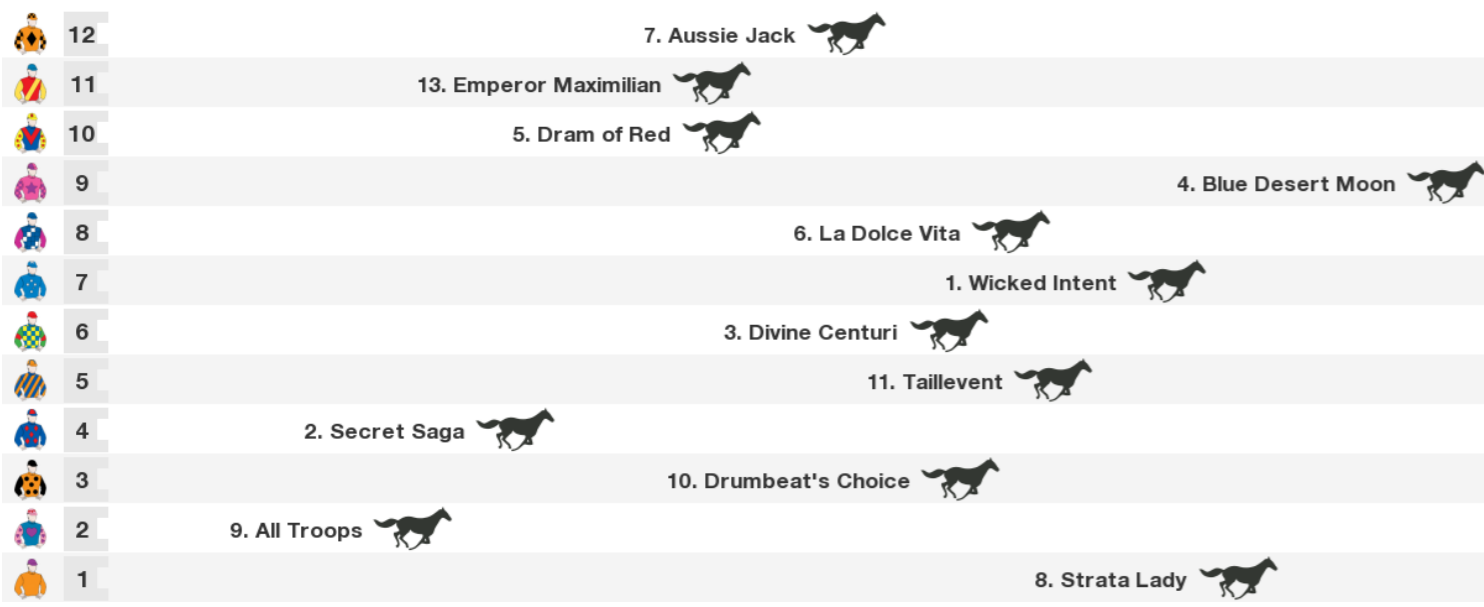 12 7. Aussie Jack
11 13. Emperor Maximilian
10 5. Dram of Red
9 4. Blue Desert Moon
8 6. La Dolce Vita
7 1. Wicked Intent
6 3. Divine Centuri
5 11. Taillevent
4 2. Secret Saga
3 10. Drumbeat's Choice
2 9. All Troops
1 8. Strata Lady